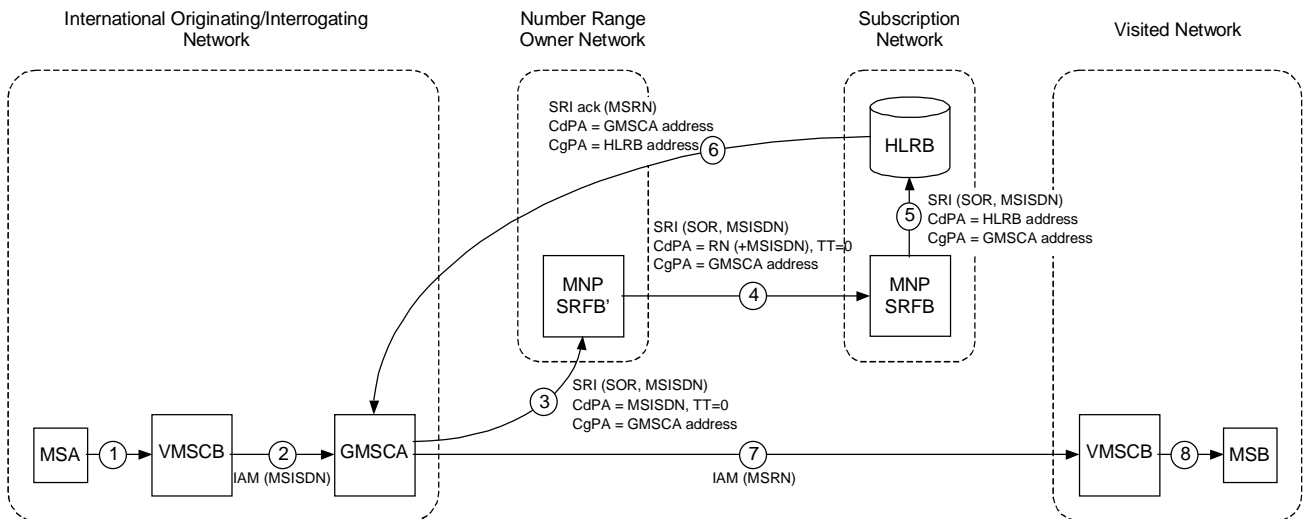 International Originating/Interrogating
Network
Number Range
Owner Network
Subscription
Network
Visited Network
SRI ack (MSRN)
CdPA = GMSCA address
CgPA = HLRB address
6
HLRB
SRI (SOR, MSISDN)
CdPA = HLRB address
CgPA = GMSCA address
5
SRI (SOR, MSISDN)
CdPA = RN (+MSISDN), TT=0
CgPA = GMSCA address
MNP
SRFB'
4
MNP
SRFB
SRI (SOR, MSISDN)
CdPA = MSISDN, TT=0
CgPA = GMSCA address
3
MSA
1
VMSCB
2
IAM (MSISDN)
GMSCA
7
IAM (MSRN)
VMSCB
8
MSB